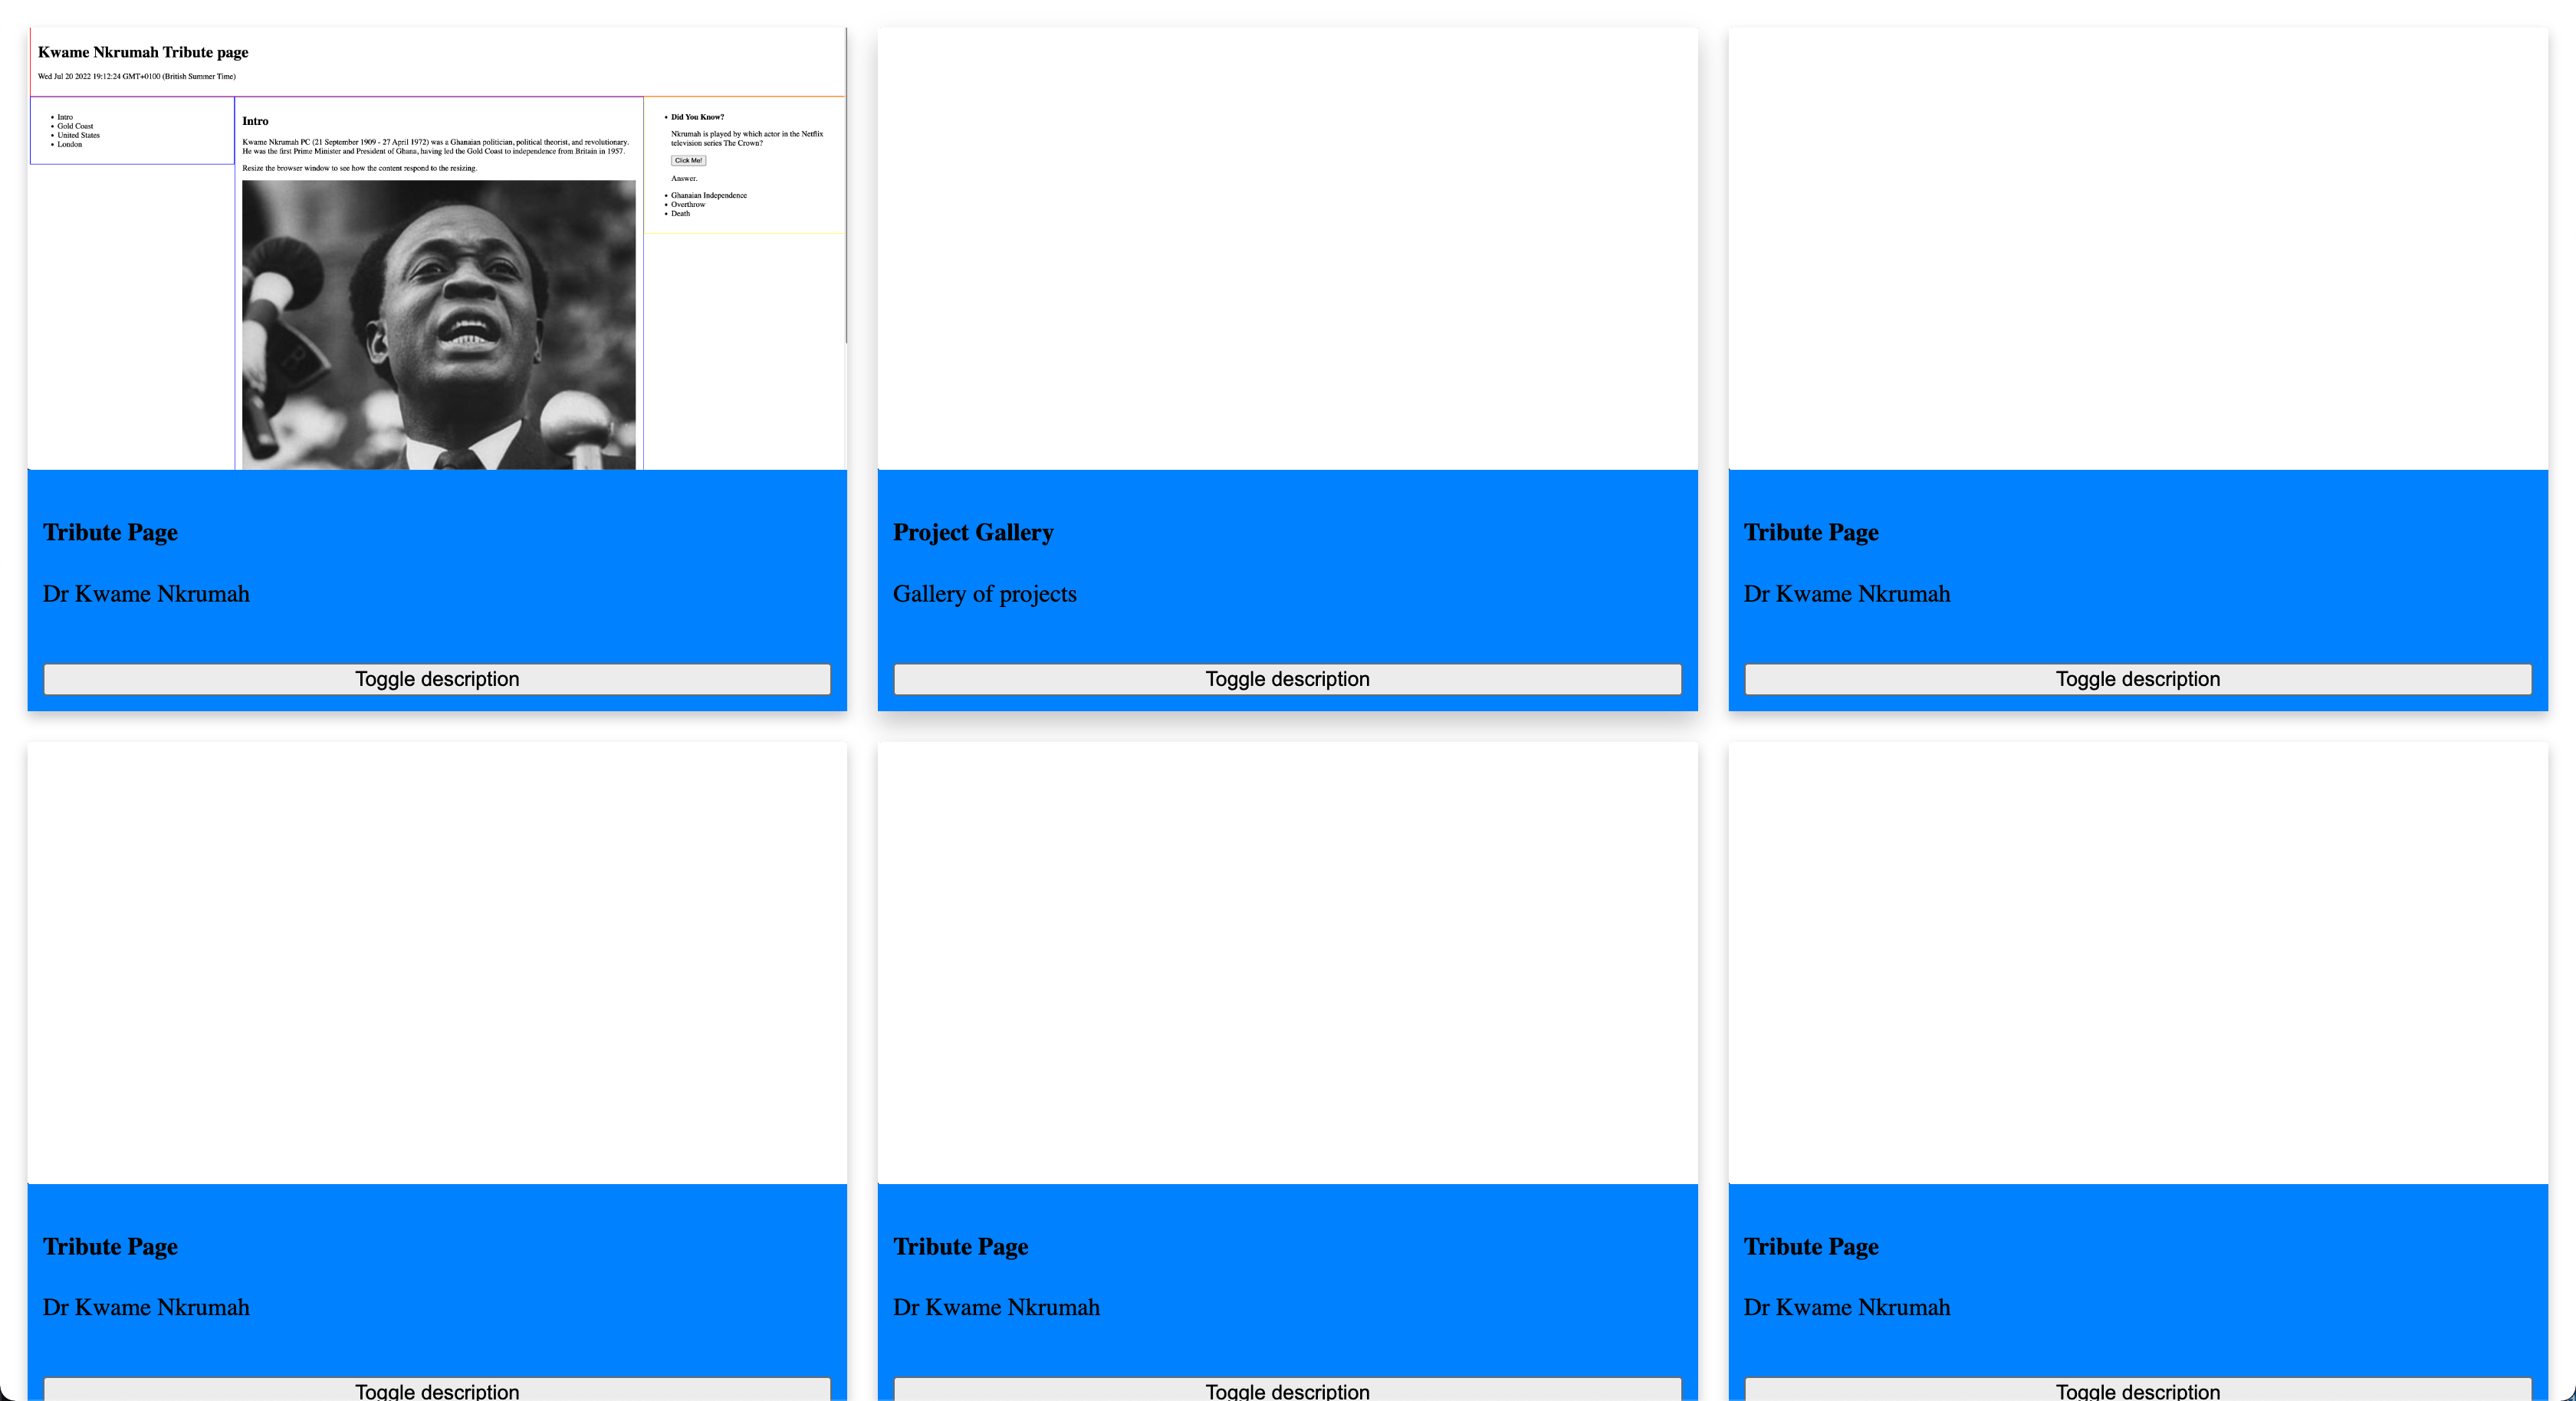 Kwame Nkrumah Tribute page
Wed Jul 20 2022 19:12:24 GMT+0100 (British Summer Time)
Intro
Gold Coast
United States
London
Intro
Kwame Nkrumah PC (21 September 1909 - 27 April 1972) was a Ghanaian politician, political theorist, and revolutionary.
He was the first Prime Minister and President of Ghana, having led the Gold Coast to independence from Britain in 1957.
Resize the browser window to see how the content respond to the resizing.
Did You Know?
Nkrumah is played by which actor in the Netflix
television series The Crown?
Click Me!
Answer.
Ghanaian Independence
Overthrow
Death
Tribute Page
Dr Kwame Nkrumah
Toggle description
Project Gallery
Gallery of projects
Toggle description
Tribute Page
Dr Kwame Nkrumah
Toggle description
Tribute Page
Dr Kwame Nkrumah
Toggle description
Tribute Page
Dr Kwame Nkrumah
Toggle description
Tribute Page
Dr Kwame Nkrumah
Toggle description